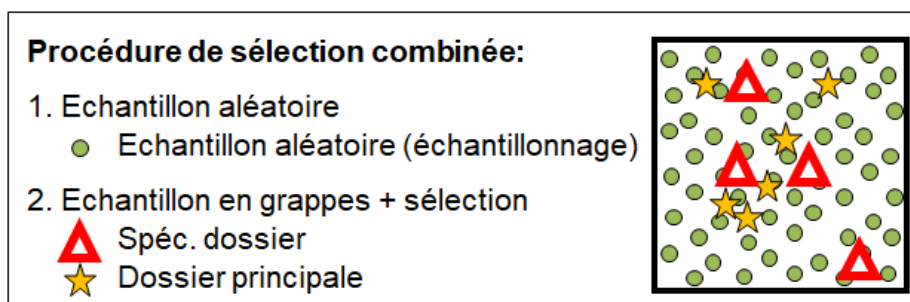 Procédure de sélection combinée:
1. Echantillon aléatoire
Echantillon aléatoire (échantillonnage)
2. Echantillon en grappes + sélection
Spéc. dossier
Dossier principale